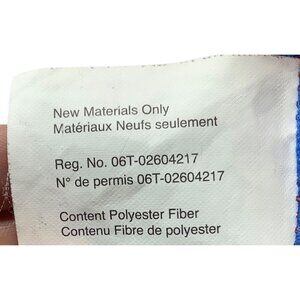 New Materials Only
Matériaux Neufs seulement
Reg. No. 06T-02604217
N° de permis 06T-02604217
Content Polyester Fiber
Contenu Fibre de polyester